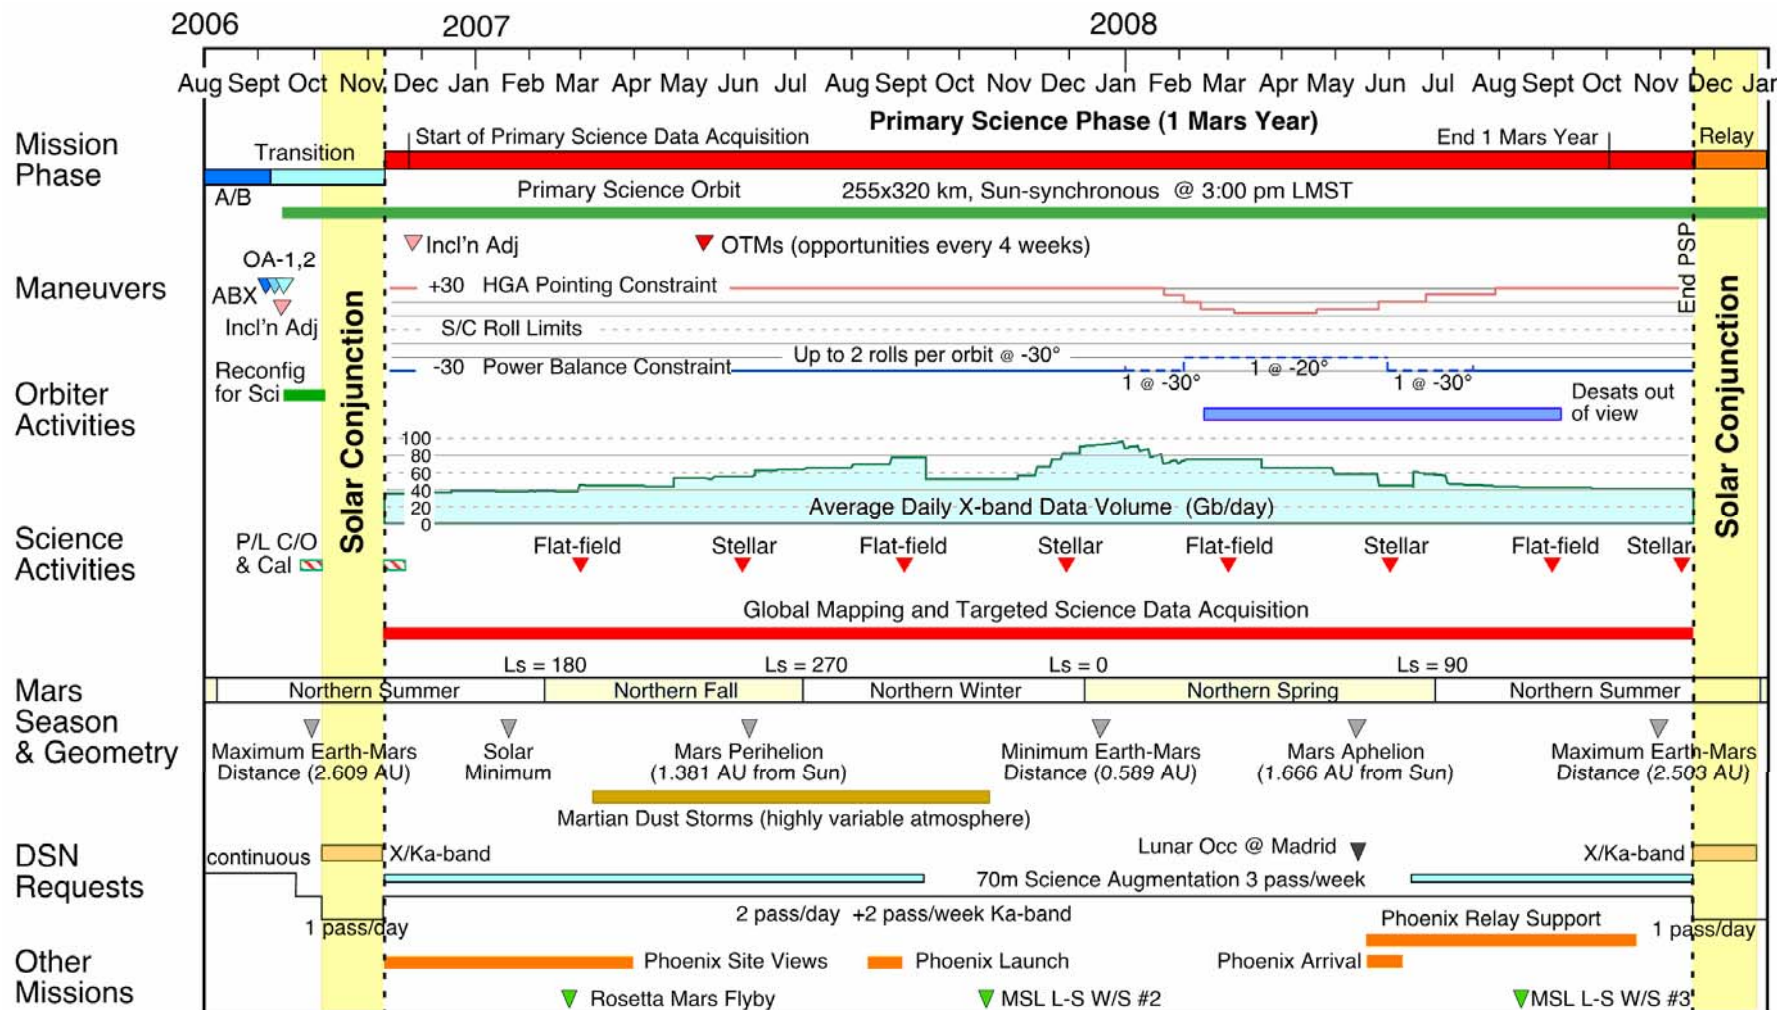 2006 2007 2008
Aug Sept Oct Nov Dec Jan Feb Mar Apr May Jun Jul Aug Sept Oct Nov Dec Jan Feb Mar Apr May Jun Jul Aug Sept Oct Nov Dec Jan
Mission
Phase
Transition
A/B
Start of Primary Science Data Acquisition
Primary Science Phase (1 Mars Year)
End 1 Mars Year
Relay
Primary Science Orbit 255x320 km, Sun-synchronous @ 3:00 pm LMST
End PSP
Maneuvers
OA-1,2
ABX
Incl'n Adj
Incl'n Adj
OTMs (opportunities every 4 weeks)
+30 HGA Pointing Constraint
S/C Roll Limits
-30 Power Balance Constraint
Up to 2 rolls per orbit @ -30°
1 @ -30°
1 @ -20°
1 @ -30°
Solar Conjunction
Solar Conjunction
Orbiter
Activities
Reconfig
for Sci
Desats out
of view
100
80
60
40
20
0
Average Daily X-band Data Volume (Gb/day)
Science
Activities
P/L C/O
& Cal
Flat-field Stellar Flat-field Stellar Flat-field Stellar Flat-field Stellar
Global Mapping and Targeted Science Data Acquisition
Mars
Season
& Geometry
Ls = 180 Ls = 270 Ls = 0 Ls = 90
Northern Summer Northern Fall Northern Winter Northern Spring Northern Summer
Maximum Earth-Mars
Distance (2.609 AU)
Solar
Minimum
Mars Perihelion
(1.381 AU from Sun)
Minimum Earth-Mars
Distance (0.589 AU)
Mars Aphelion
(1.666 AU from Sun)
Maximum Earth-Mars
Distance (2.503 AU)
Martian Dust Storms (highly variable atmosphere)
DSN
Requests
continuous
X/Ka-band
Lunar Occ @ Madrid
X/Ka-band
70m Science Augmentation 3 pass/week
1 pass/day
2 pass/day +2 pass/week Ka-band
1 pass/day
Other
Missions
Phoenix Relay Support
Phoenix Site Views
Phoenix Launch
Phoenix Arrival
Rosetta Mars Flyby
MSL L-S W/S #2
MSL L-S W/S #3